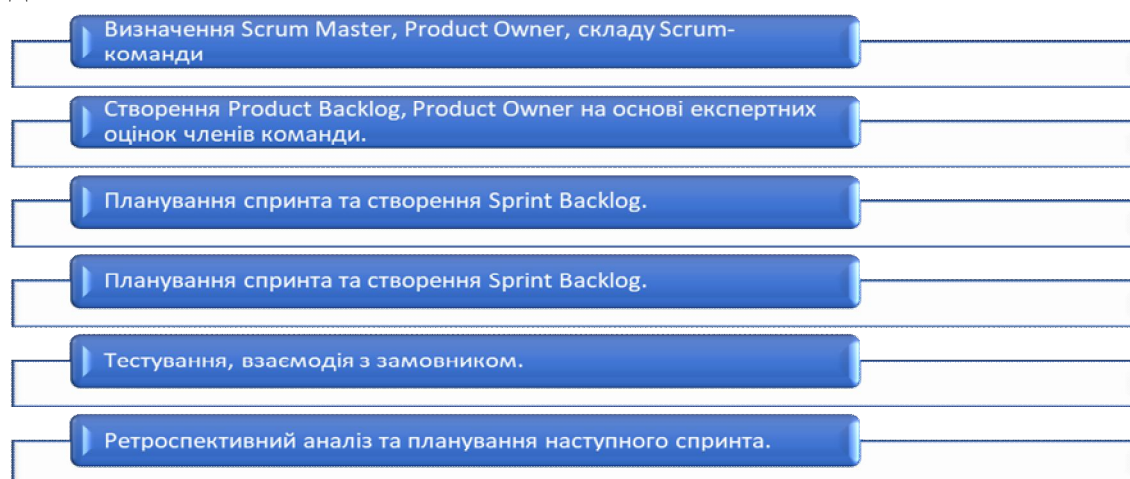 Визначення Scrum Master, Product Owner, складу Scrum-
команди
Створення Product Backlog, Product Owner на основі експертних
оцінок членів команди.
Планування спринта та створення Sprint Backlog.
Планування спринта та створення Sprint Backlog.
Тестування, взаємодія з замовником.
Ретроспективний аналіз та планування наступного спринта.